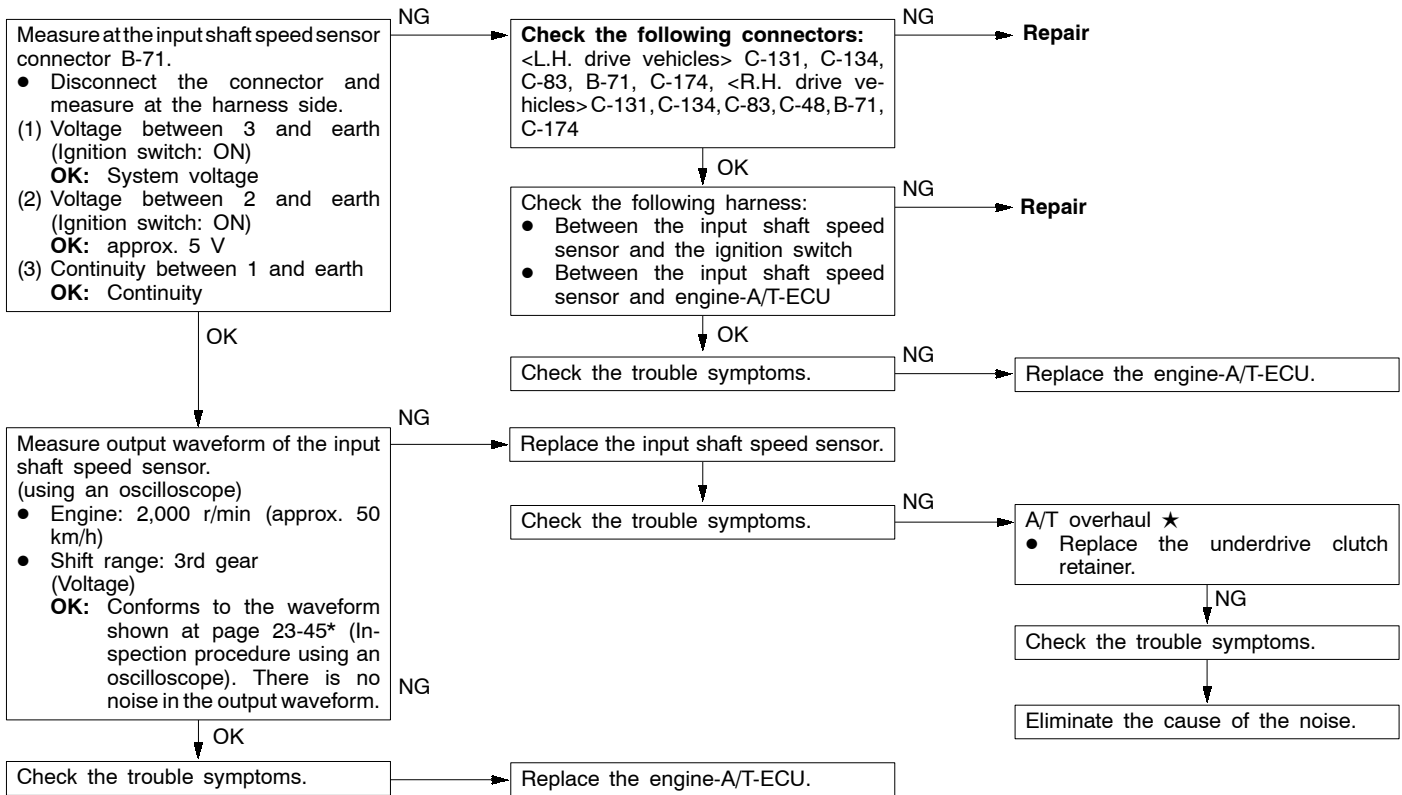 Measure at the input shaft speed sensor
connector B-71.
● Disconnect the connector and
measure at the harness side.
(1) Voltage between 3 and earth
(Ignition switch: ON)
OK: System voltage
(2) Voltage between 2 and earth
(Ignition switch: ON)
OK: approx. 5 V
(3) Continuity between 1 and earth
OK: Continuity
NG
Check the following connectors:
<L.H. drive vehicles> C-131, C-134,
C-83, B-71, C-174, <R.H. drive ve-
hicles> C-131, C-134, C-83, C-48, B-71,
C-174
NG
Repair
OK
Check the following harness:
● Between the input shaft speed
sensor and the ignition switch
● Between the input shaft speed
sensor and engine-A/T-ECU
NG
Repair
OK
Check the trouble symptoms.
NG
Replace the engine-A/T-ECU.
OK
Measure output waveform of the input
shaft speed sensor.
(using an oscilloscope)
● Engine: 2,000 r/min (approx. 50
km/h)
● Shift range: 3rd gear
(Voltage)
OK: Conforms to the waveform
shown at page 23-45* (In-
spection procedure using an
oscilloscope). There is no
noise in the output waveform.
NG
Replace the input shaft speed sensor.
Check the trouble symptoms.
NG
A/T overhaul ★
● Replace the underdrive clutch
retainer.
NG
Check the trouble symptoms.
Eliminate the cause of the noise.
NG
OK
Check the trouble symptoms.
Replace the engine-A/T-ECU.